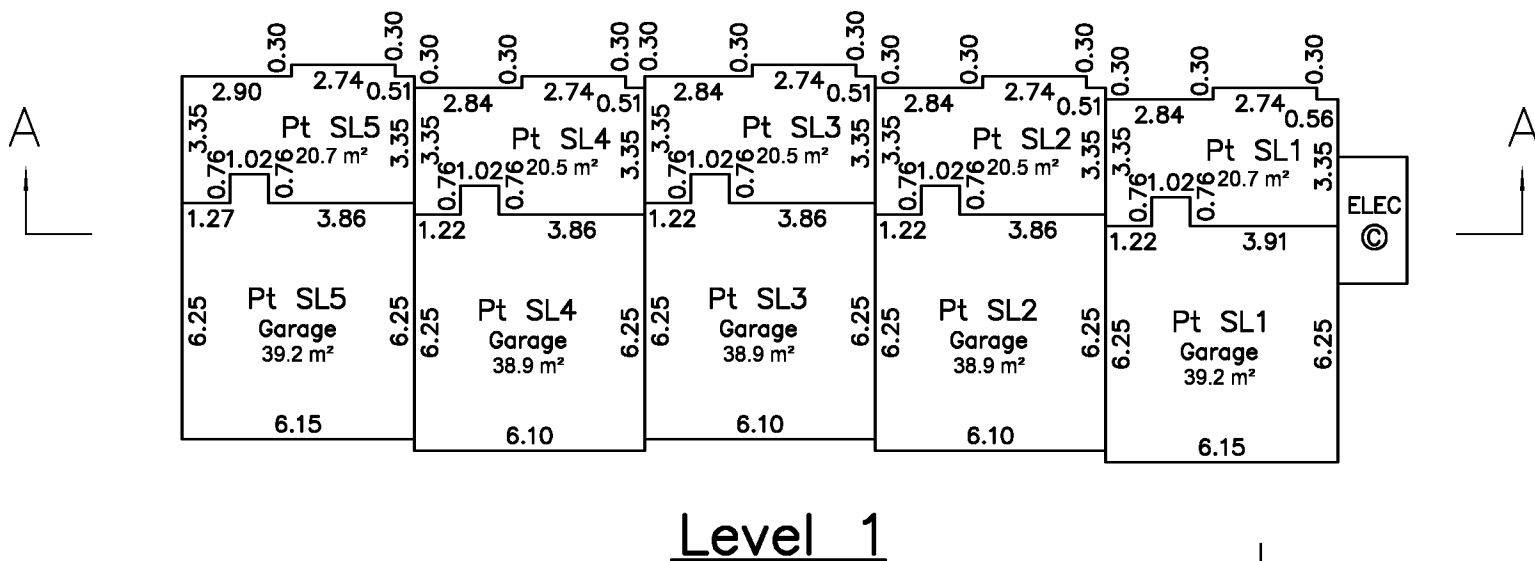 0.30 0.30 0.30 0.30 0.30 0.30 0.30 0.30 0.30 0.30 0.30 0.30 0.30
2.90 2.74 0.51 2.84 2.74 0.51 2.84 2.74 0.51 2.84 2.74 0.51 2.84 2.74 0.56
A A
3.35 Pt SL5 3.35 3.35 Pt SL4 3.35 3.35 Pt SL3 3.35 3.35 Pt SL2 3.35 3.35 Pt SL1 3.35
0.76 1.02 0.76 20.7 m² 0.76 1.02 0.76 20.5 m² 0.76 1.02 0.76 20.5 m² 0.76 1.02 0.76 20.5 m² 0.76 1.02 0.76 20.7 m²
ELEC
©
1.27 3.86 1.22 3.86 1.22 3.86 1.22 3.86 1.22 3.91
6.25 Pt SL5 6.25 6.25 Pt SL4 6.25 6.25 Pt SL3 6.25 6.25 Pt SL2 6.25 6.25 Pt SL1 6.25
Garage Garage Garage Garage Garage
39.2 m² 38.9 m² 38.9 m² 38.9 m² 39.2 m²
6.15 6.10 6.10 6.10 6.15
Level 1